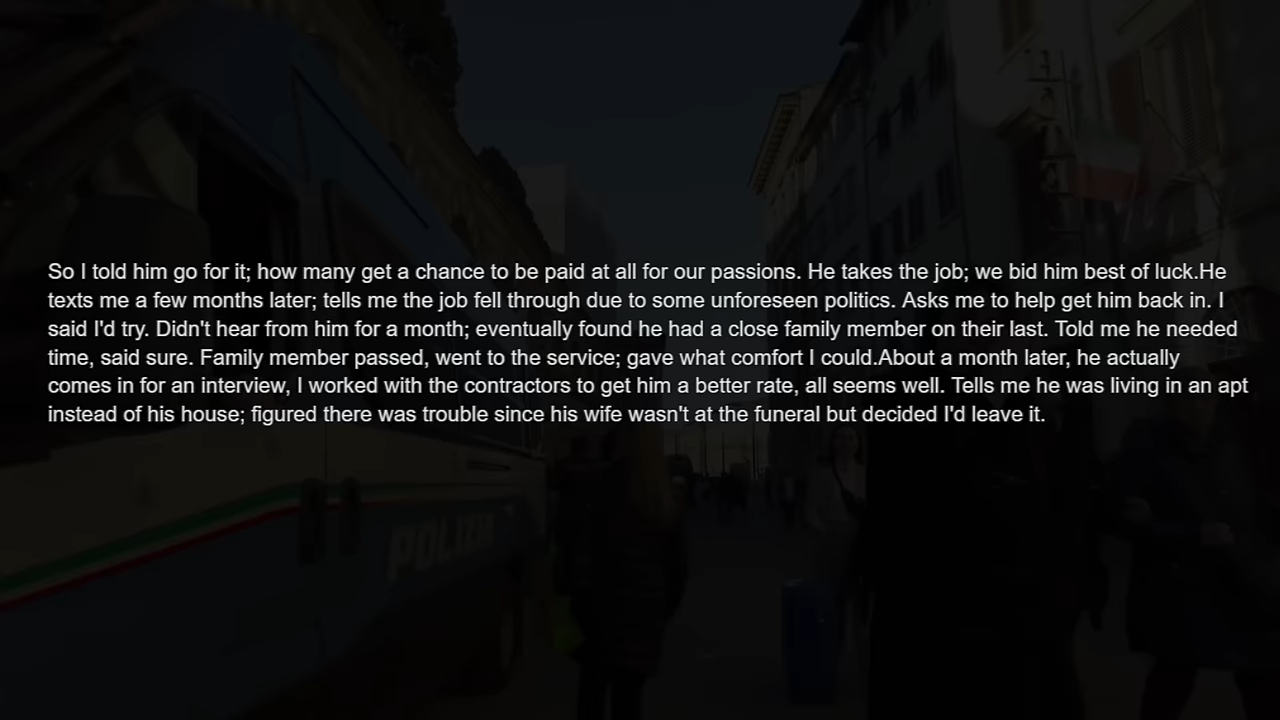 So I told him go for it; how many get a chance to be paid at all for our passions. He takes the job; we bid him best of luck.He
texts me a few months later; tells me the job fell through due to some unforeseen politics. Asks me to help get him back in. I
said I'd try. Didn't hear from him for a month; eventually found he had a close family member on their last. Told me he needed
time, said sure. Family member passed, went to the service; gave what comfort I could.About a month later, he actually
comes in for an interview, I worked with the contractors to get him a better rate, all seems well. Tells me he was living in an apt
instead of his house; figured there was trouble since his wife wasn't at the funeral but decided I'd leave it.
POLIZIA